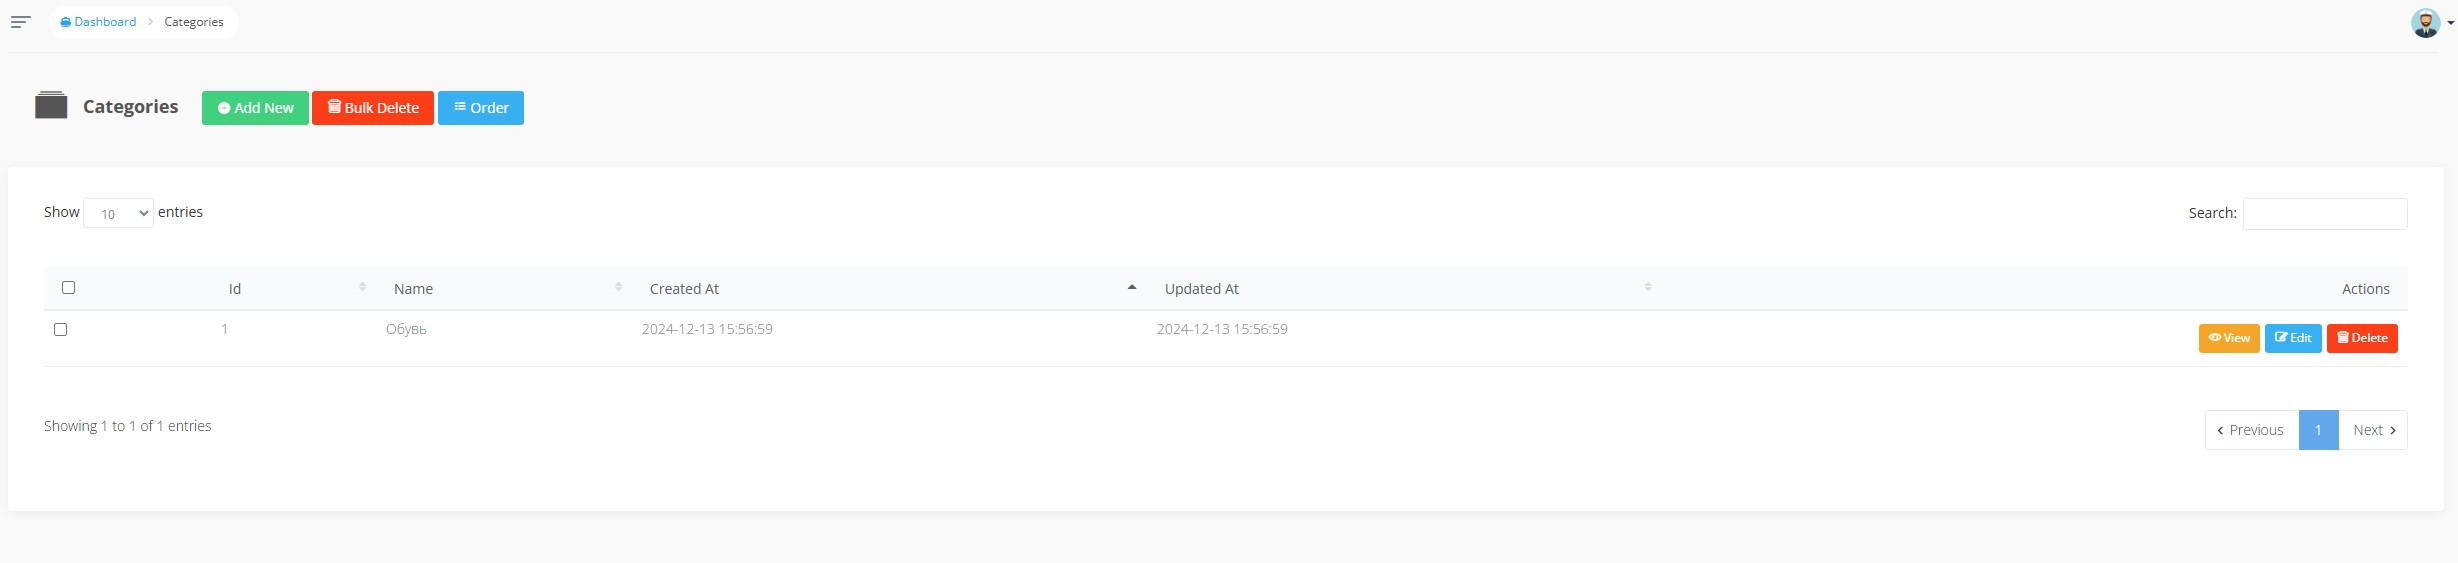 Dashboard > Categories
Categories Add New Bulk Delete Order
Show 10 entries Search:
Id Name Created At Updated At Actions
1 Обувь 2024-12-13 15:56:59 2024-12-13 15:56:59 View Edit Delete
Showing 1 to 1 of 1 entries ‹ Previous 1 Next ›